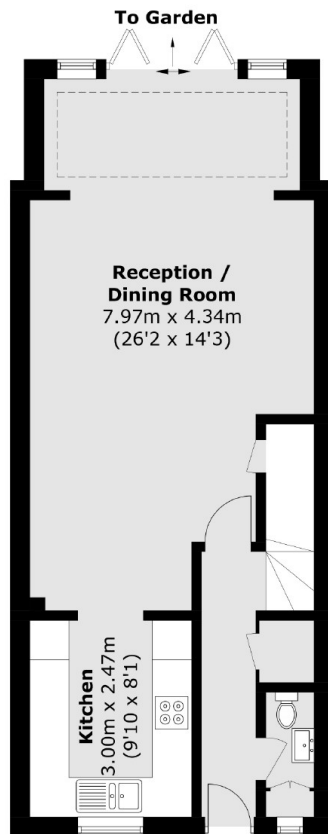 To Garden
Reception /
Dining Room
7.97m x 4.34m
(26'2 x 14'3)
Kitchen
3.00m x 2.47m
(9'10 x 8'1)